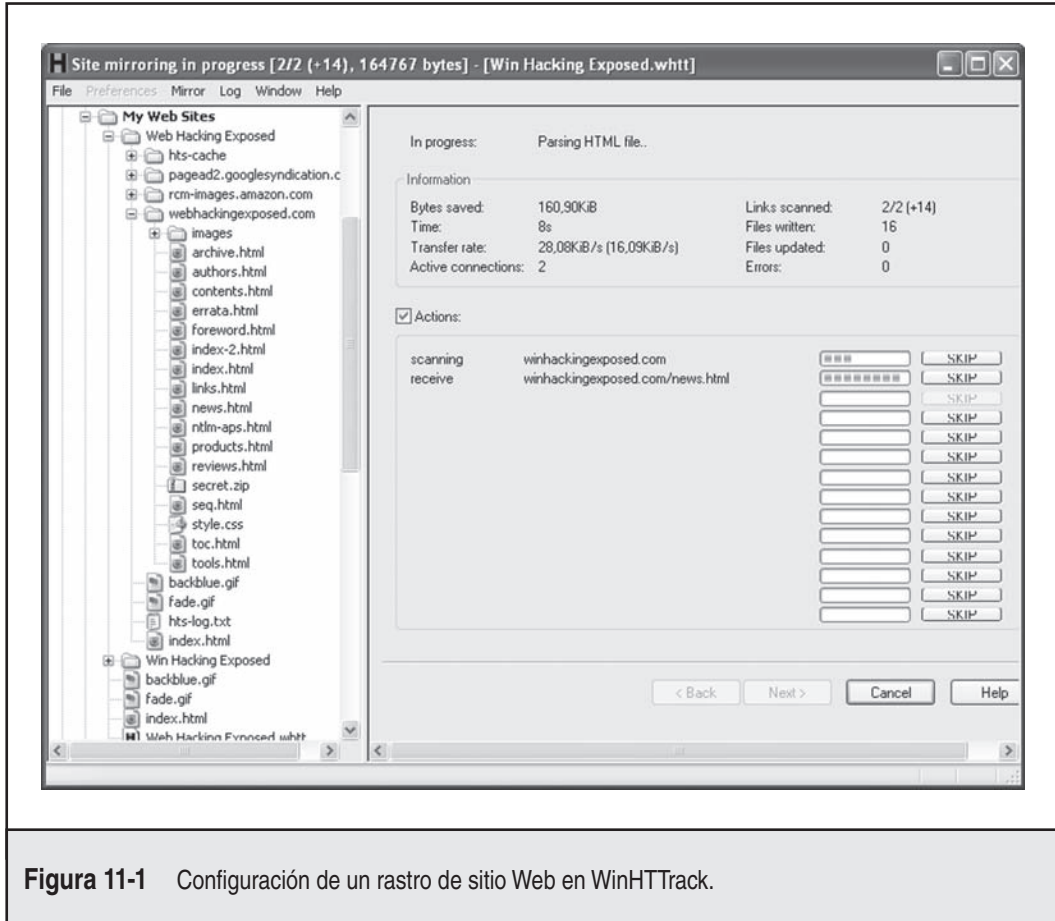 Site mirroring in progress [2/2 (+14), 164767 bytes] - [Win Hacking Exposed.whtt]
File Preferences Mirror Log Window Help
My Web Sites
Web Hacking Exposed
hts-cache
pagead2.googlesyndication.c
rcm-images.amazon.com
webhackingexposed.com
images
archive.html
authors.html
contents.html
errata.html
foreword.html
index-2.html
index.html
links.html
news.html
ntlm-aps.html
products.html
reviews.html
secret.zip
seq.html
style.css
toc.html
tools.html
backblue.gif
fade.gif
hts-log.txt
index.html
Win Hacking Exposed
backblue.gif
fade.gif
index.html
Web Hacking Exposed.whtt
In progress: Parsing HTML file..
Information
Bytes saved: 160,90KiB Links scanned: 2/2 (+14)
Time: 8s Files written: 16
Transfer rate: 28,08KiB/s (16,09KiB/s) Files updated: 0
Active connections: 2 Errors: 0
Actions:
scanning winhackingexposed.com SKIP
receive winhackingexposed.com/news.html SKIP
SKIP
SKIP
SKIP
SKIP
SKIP
SKIP
SKIP
SKIP
SKIP
SKIP
SKIP
SKIP
< Back Next > Cancel Help
Figura 11-1 Configuración de un rastro de sitio Web en WinHTTrack.